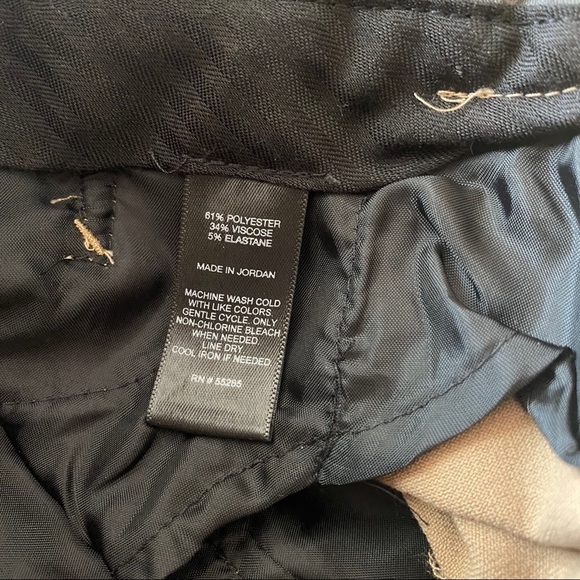 61% POLYESTER
34% VISCOSE
5% ELASTANE
MADE IN JORDAN
MACHINE WASH COLD
WITH LIKE COLORS.
GENTLE CYCLE. ONLY
NON-CHLORINE BLEACH
WHEN NEEDED.
LINE DRY
COOL IRON IF NEEDED
RN # 55285